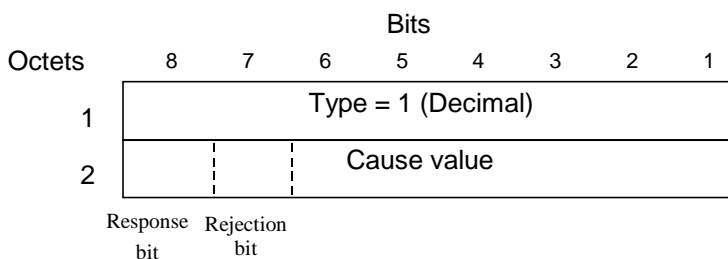 Bits
Octets 8 7 6 5 4 3 2 1
1 Type = 1 (Decimal)
2 Cause value
Response bit
Rejection bit